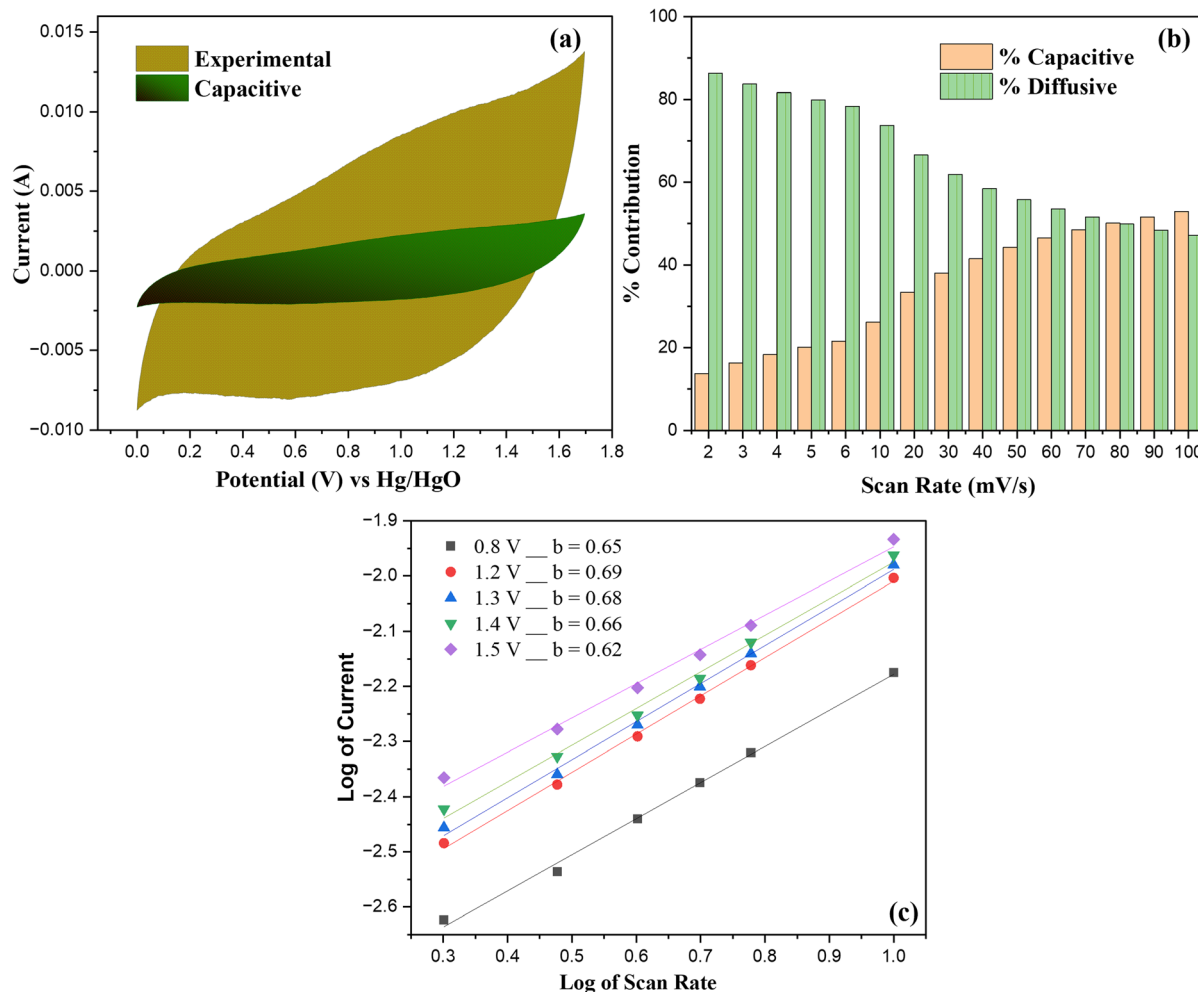 (a)
Experimental
Capacitive
0.015
0.010
0.005
0.000
−0.005
−0.010
Current (A)
0.0 0.2 0.4 0.6 0.8 1.0 1.2 1.4 1.6 1.8
Potential (V) vs Hg/HgO
(b)
% Capacitive
% Diffusive
100
80
60
40
20
0
% Contribution
2 3 4 5 6 10 20 30 40 50 60 70 80 90 100
Scan Rate (mV/s)
0.8 V __ b = 0.65
1.2 V __ b = 0.69
1.3 V __ b = 0.68
1.4 V __ b = 0.66
1.5 V __ b = 0.62
−1.9
−2.0
−2.1
−2.2
−2.3
−2.4
−2.5
−2.6
Log of Current
(c)
0.3 0.4 0.5 0.6 0.7 0.8 0.9 1.0
Log of Scan Rate